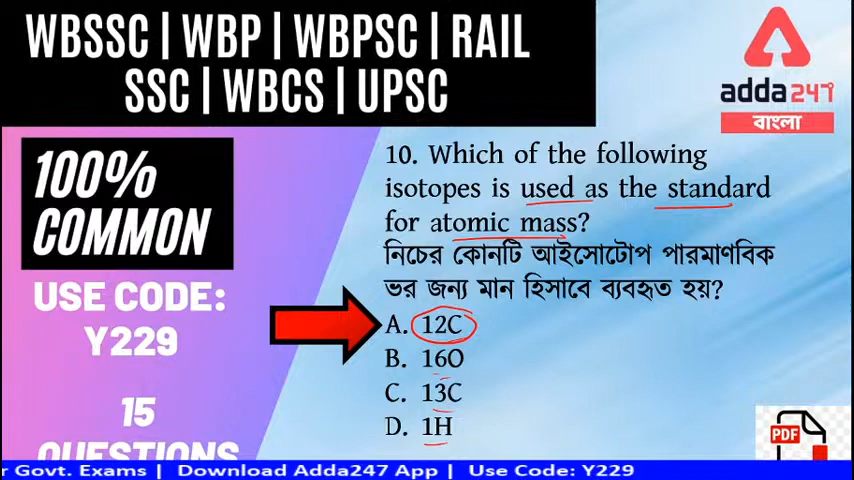 WBSSC | WBP | WBPSC | RAIL
SSC | WBCS | UPSC
adda247
বাংলা
100%
COMMON
USE CODE:
Y229
15
QUESTIONS
10. Which of the following
isotopes is used as the standard
for atomic mass?
নিচের কোনটি আইসোটোপ পারমাণবিক
ভর জন্য মান হিসাবে ব্যবহৃত হয়?
A. 12C
B. 16O
C. 13C
D. 1H
PDF
r Govt. Exams | Download Adda247 App | Use Code: Y229